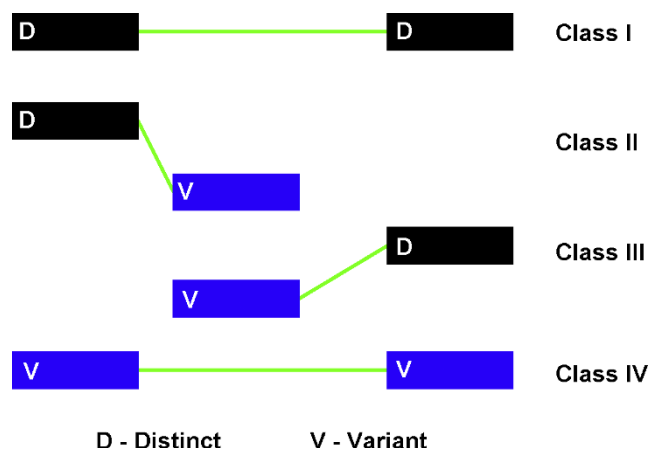 D D Class I
D Class II
V
D Class III
V
V V Class IV
D - Distinct V - Variant